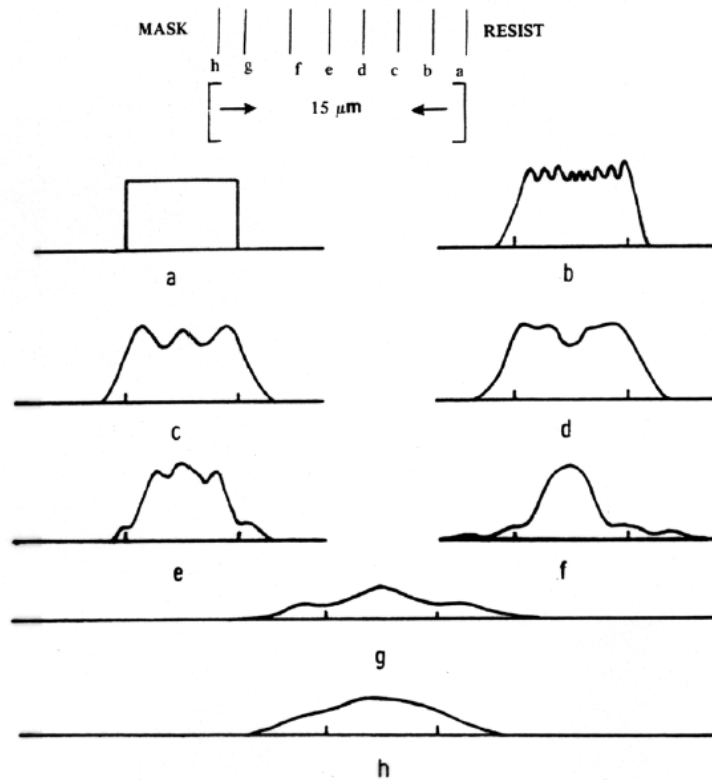 MASK RESIST
h g f e d c b a
15 μm
a b
c d
e f
g
h